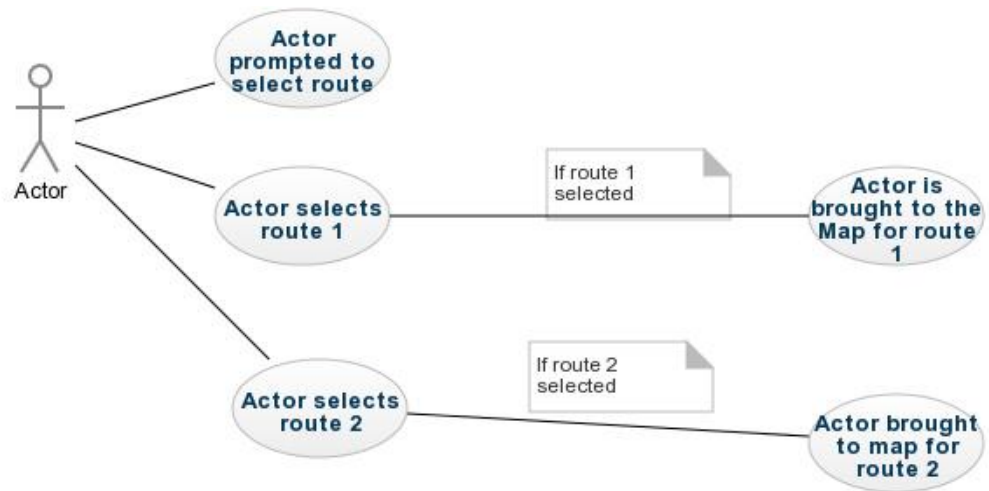 Actor
prompted to
select route
Actor
If route 1
selected
Actor selects
route 1
Actor is
brought to the
Map for route
1
If route 2
selected
Actor selects
route 2
Actor brought
to map for
route 2